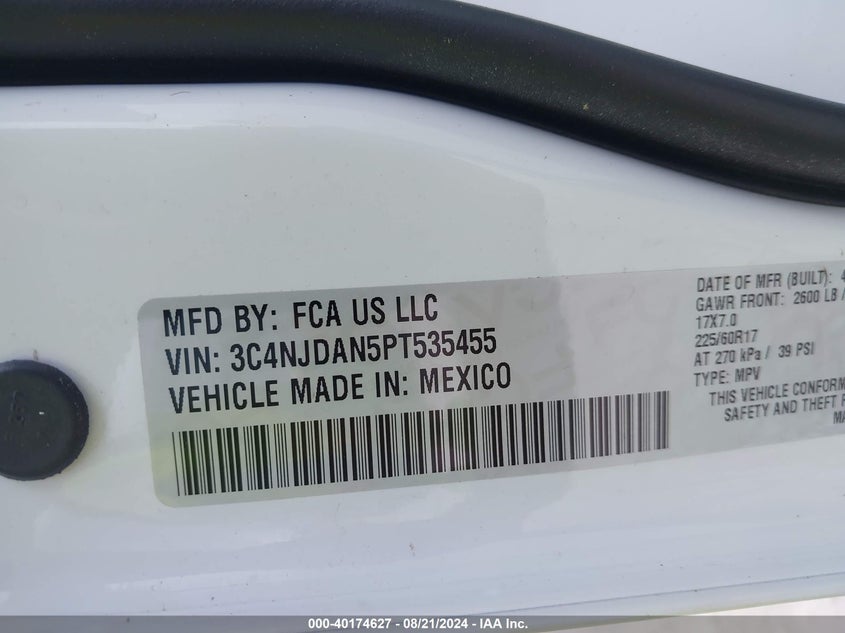 MFD BY: FCA US LLC
VIN: 3C4NJDAN5PT535455
VEHICLE MADE IN: MEXICO
DATE OF MFR (BUILT): 4
GAWR FRONT: 2600 LB /
17X7.0
225/60R17
AT 270 kPa / 39 PSI
TYPE: MPV
THIS VEHICLE CONFORM
SAFETY AND THEFT
MA
000-40174627 - 08/21/2024 - IAA Inc.